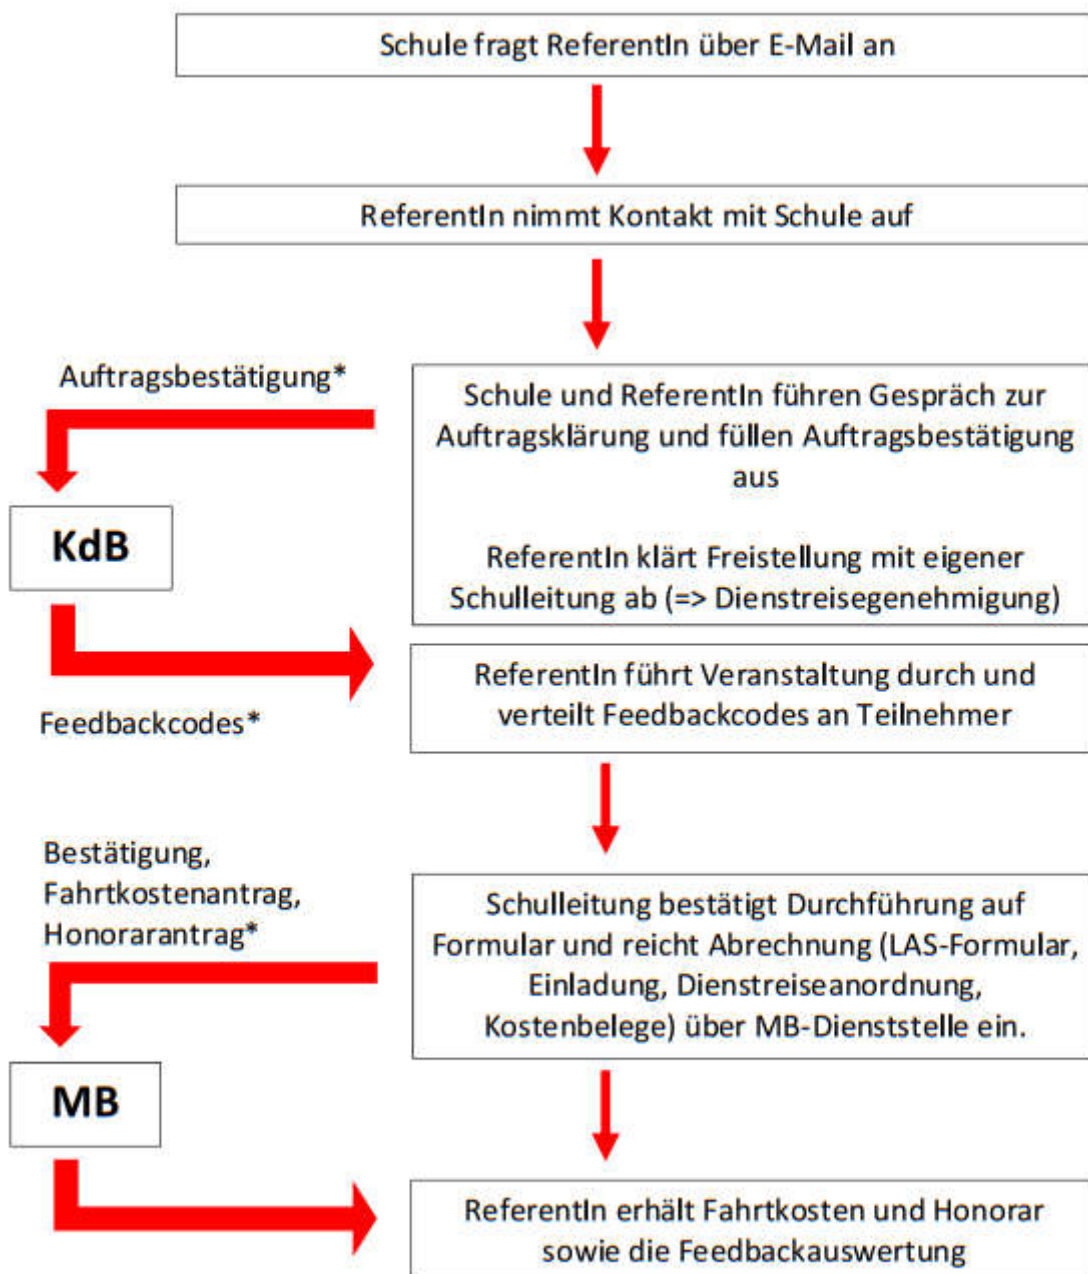 Schule fragt ReferentIn über E-Mail an
ReferentIn nimmt Kontakt mit Schule auf
Auftragsbestätigung*
Schule und ReferentIn führen Gespräch zur
Auftragsklärung und füllen Auftragsbestätigung
aus
ReferentIn klärt Freistellung mit eigener
Schulleitung ab (=> Dienstreisegenehmigung)
KdB
Feedbackcodes*
ReferentIn führt Veranstaltung durch und
verteilt Feedbackcodes an Teilnehmer
Bestätigung,
Fahrtkostenantrag,
Honorarantrag*
Schulleitung bestätigt Durchführung auf
Formular und reicht Abrechnung (LAS-Formular,
Einladung, Dienstreiseanordnung,
Kostenbelege) über MB-Dienststelle ein.
MB
ReferentIn erhält Fahrtkosten und Honorar
sowie die Feedbackauswertung